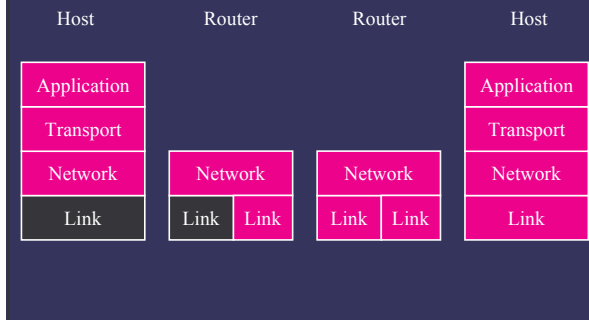 Host Router Router Host
Application Application
Transport Transport
Network Network Network Network
Link Link Link Link Link Link